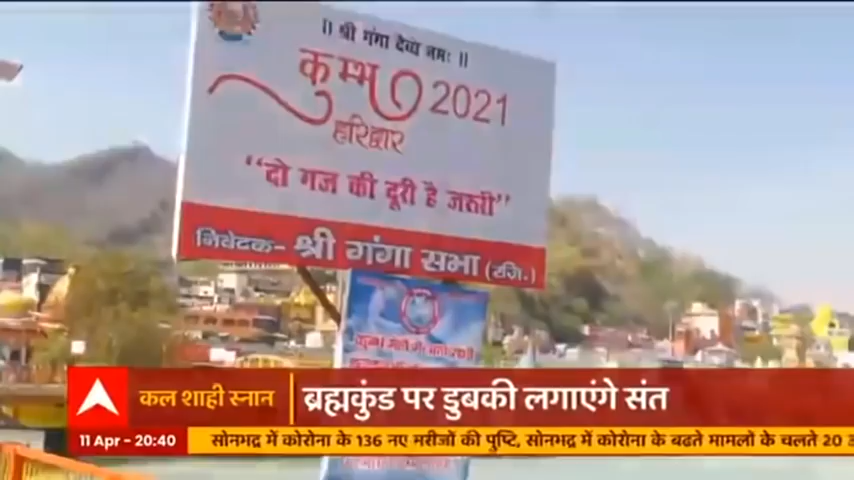 ॥ श्री गंगा देव्यै नमः ॥
कुम्भ 2021
हरिद्वार
“दो गज की दूरी है जरुरी”
निवेदक- श्री गंगा सभा (रजि.)
कल शाही स्नान
ब्रह्मकुंड पर डुबकी लगाएंगे संत
11 Apr - 20:40
सोनभद्र में कोरोना के 136 नए मरीजों की पुष्टि, सोनभद्र में कोरोना के बढते मामलों के चलते 20